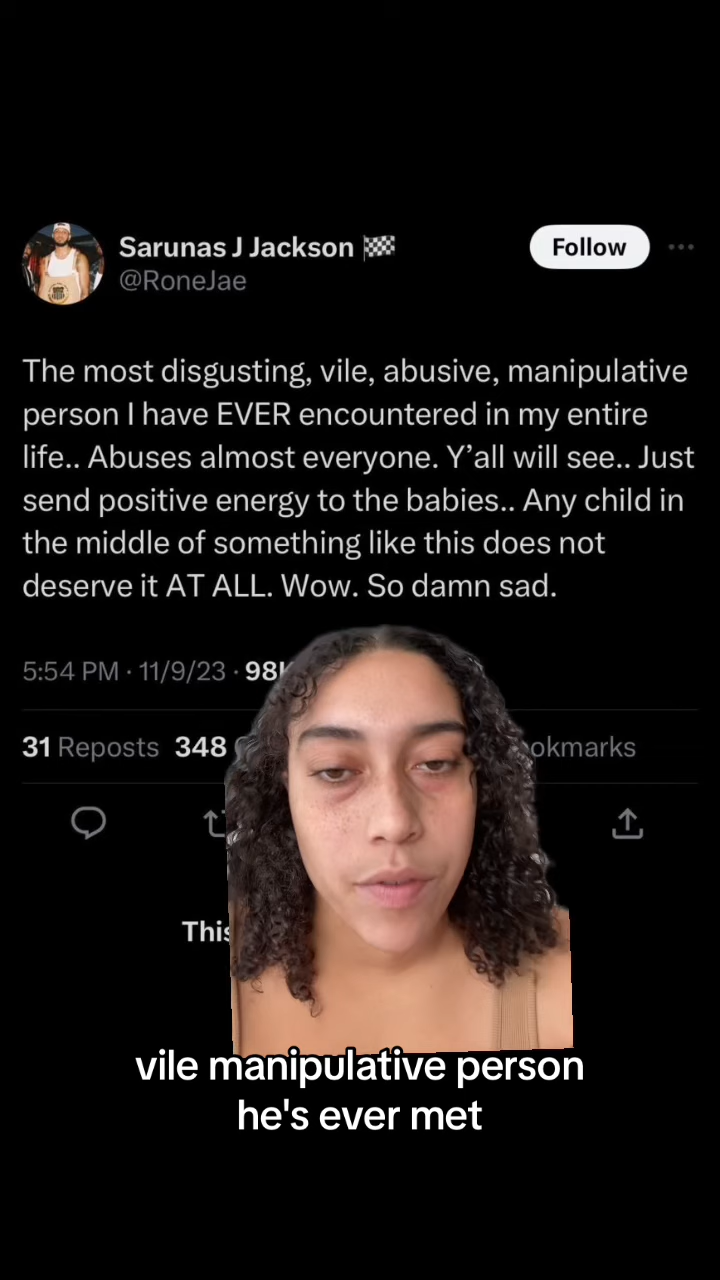 Sarunas J Jackson 🏁
@RoneJae
Follow
The most disgusting, vile, abusive, manipulative
person I have EVER encountered in my entire
life.. Abuses almost everyone. Y’all will see.. Just
send positive energy to the babies.. Any child in
the middle of something like this does not
deserve it AT ALL. Wow. So damn sad.
5:54 PM · 11/9/23 · 98K
31 Reposts 348
vile manipulative person
he's ever met